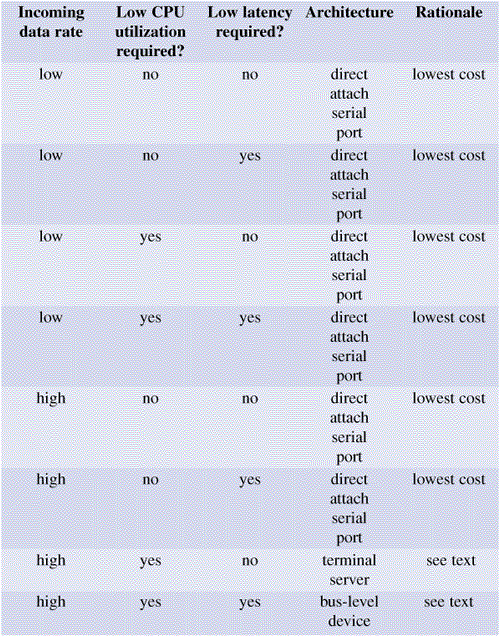 Incoming data rate Low CPU utilization required? Low latency required? Architecture Rationale
low no no direct attach serial port lowest cost
low no yes direct attach serial port lowest cost
low yes no direct attach serial port lowest cost
low yes yes direct attach serial port lowest cost
high no no direct attach serial port lowest cost
high no yes direct attach serial port lowest cost
high yes no terminal server see text
high yes yes bus-level device see text